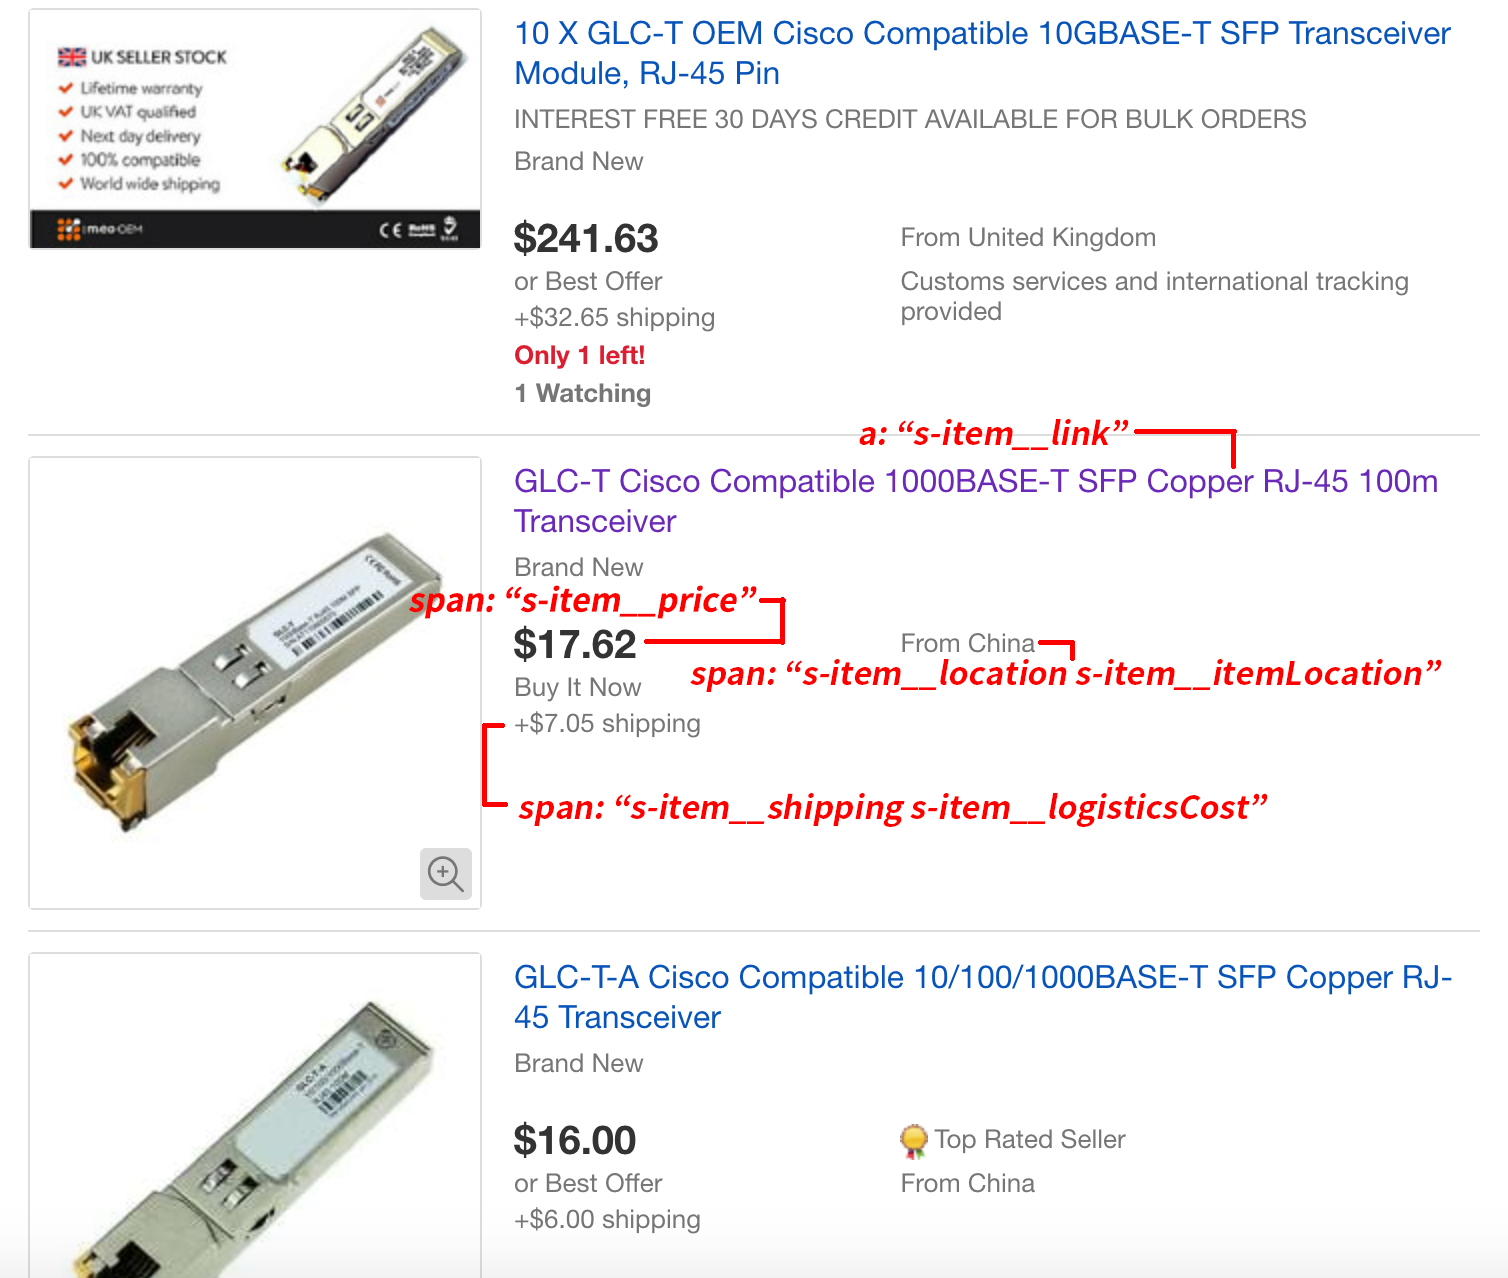 UK SELLER STOCK
Lifetime warranty
UK VAT qualified
Next day delivery
100% compatible
World wide shipping
meo-OEM
CE RoHS
10 X GLC-T OEM Cisco Compatible 10GBASE-T SFP Transceiver
Module, RJ-45 Pin
INTEREST FREE 30 DAYS CREDIT AVAILABLE FOR BULK ORDERS
Brand New
$241.63
From United Kingdom
or Best Offer
Customs services and international tracking
provided
+$32.65 shipping
Only 1 left!
1 Watching
a: “s-item__link”
GLC-T Cisco Compatible 1000BASE-T SFP Copper RJ-45 100m
Transceiver
Brand New
span: “s-item__price”
$17.62
From China
span: “s-item__location s-item__itemLocation”
Buy It Now
+$7.05 shipping
span: “s-item__shipping s-item__logisticsCost”
GLC-T
GLC-T-A Cisco Compatible 10/100/1000BASE-T SFP Copper RJ-
45 Transceiver
Brand New
$16.00
Top Rated Seller
or Best Offer
From China
+$6.00 shipping
GLC-T-A